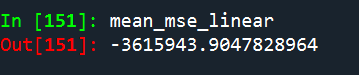 In [151]: mean_mse_linear
Out[151]: -3615943.9047828964